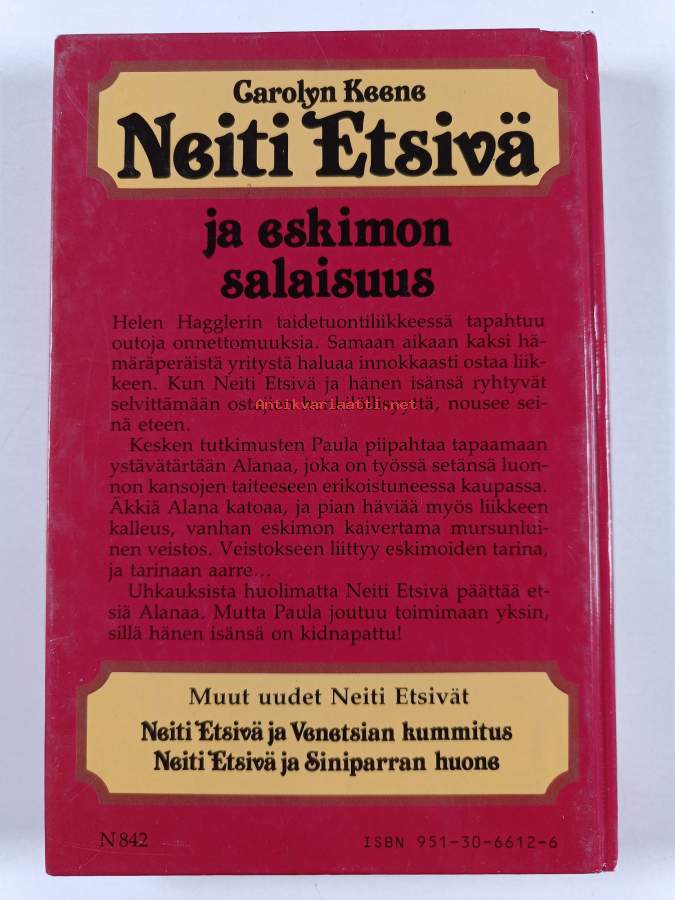 Carolyn Keene
Neiti Etsivä
ja eskimon
salaisuus
Helen Hagglerin taidetuontiliikkeessä tapahtuu
outoja onnettomuuksia. Samaan aikaan kaksi hä-
märäperäistä yritystä haluaa innokkaasti ostaa liik-
keen. Kun Neiti Etsivä ja hänen isänsä ryhtyvät
selvittämään ostajien henkilöllisyyttä, nousee sei-
Antikvariaatti.net
nä eteen.
Kesken tutkimusten Paula piipahtaa tapaamaan
ystävätärtään Alanaa, joka on työssä setänsä luon-
non kansojen taiteeseen erikoistuneessa kaupassa.
Äkkiä Alana katoaa, ja pian häviää myös liikkeen
kalleus, vanhan eskimon kaivertama mursunlui-
nen veistos. Veistokseen liittyy eskimoiden tarina,
ja tarinaan aarre...
Uhkauksista huolimatta Neiti Etsivä päättää et-
siä Alanaa. Mutta Paula joutuu toimimaan yksin,
sillä hänen isänsä on kidnapattu!
Muut uudet Neiti Etsivät
Neiti Etsivä ja Venetsian kummitus
Neiti Etsivä ja Siniparran huone
N 842
ISBN 951-30-6612-6